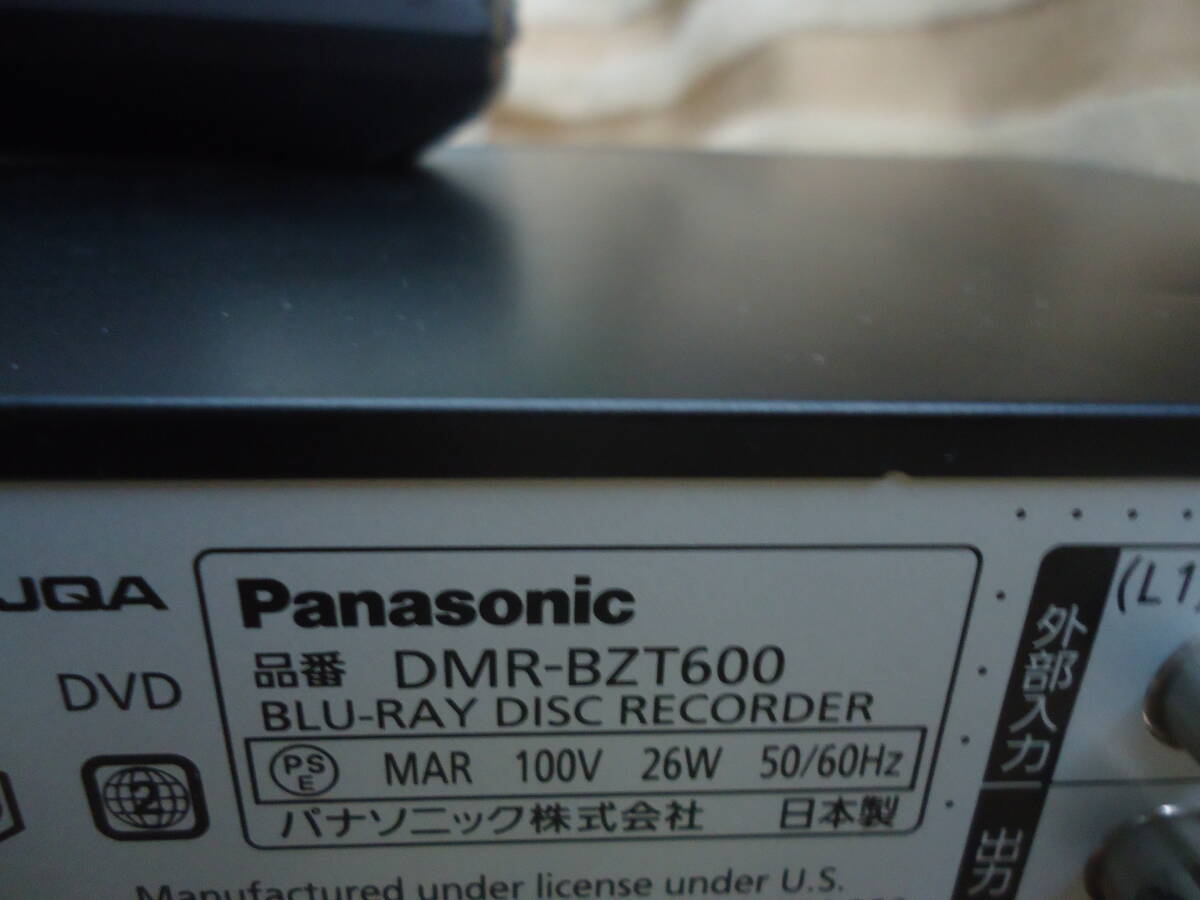 JQA
DVD
2
Panasonic
品番 DMR-BZT600
BLU-RAY DISC RECORDER
PSE MAR 100V 26W 50/60Hz
パナソニック株式会社 日本製
Manufactured under license under U.S.
(L1)
外部入力
出力